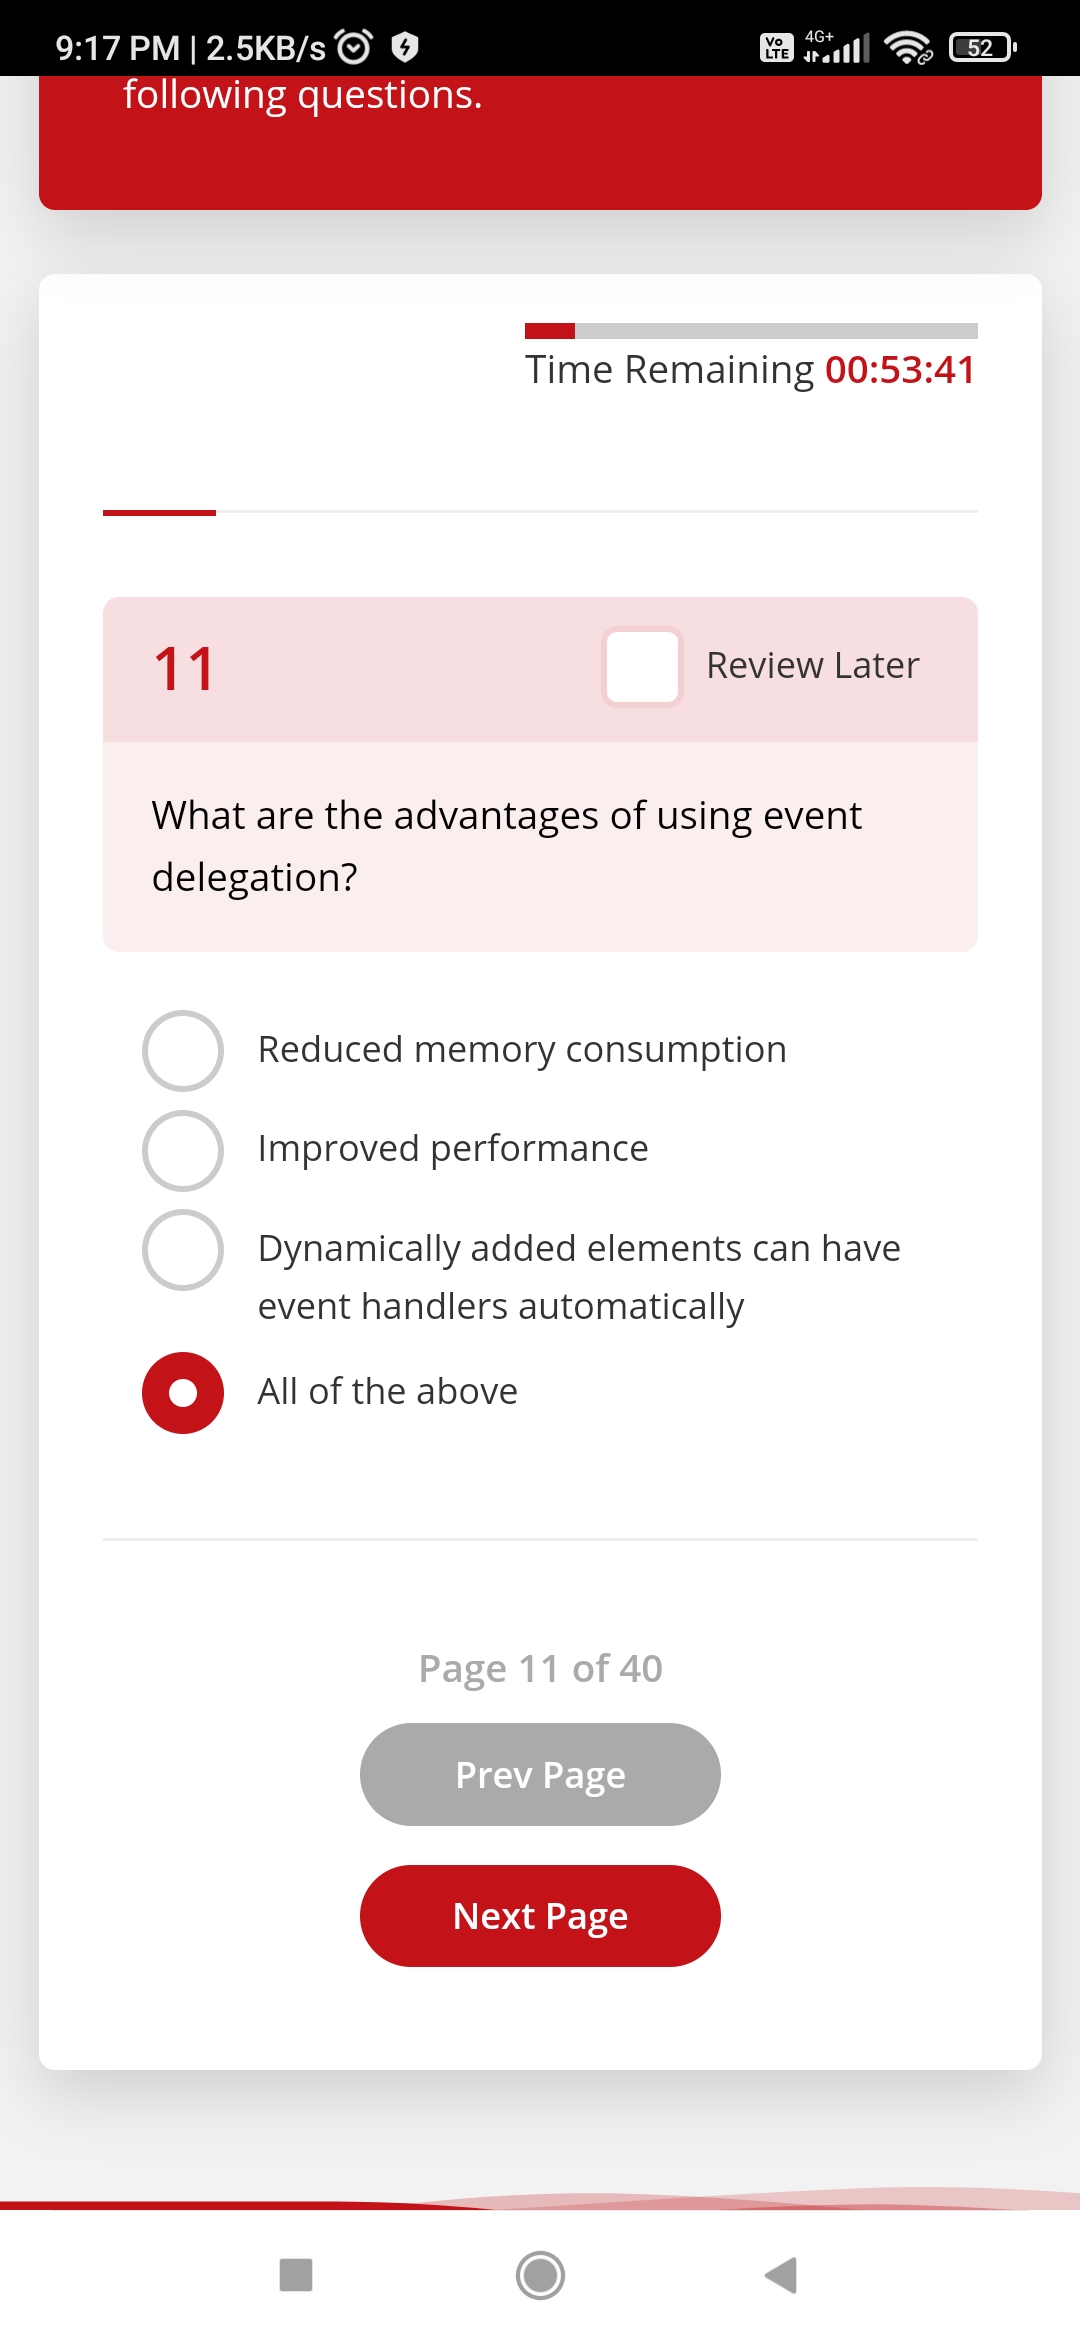 9:17 PM | 2.5KB/s
Vo LTE 4G+ 52
following questions.
Time Remaining 00:53:41
11
Review Later
What are the advantages of using event
delegation?
Reduced memory consumption
Improved performance
Dynamically added elements can have
event handlers automatically
All of the above
Page 11 of 40
Prev Page
Next Page